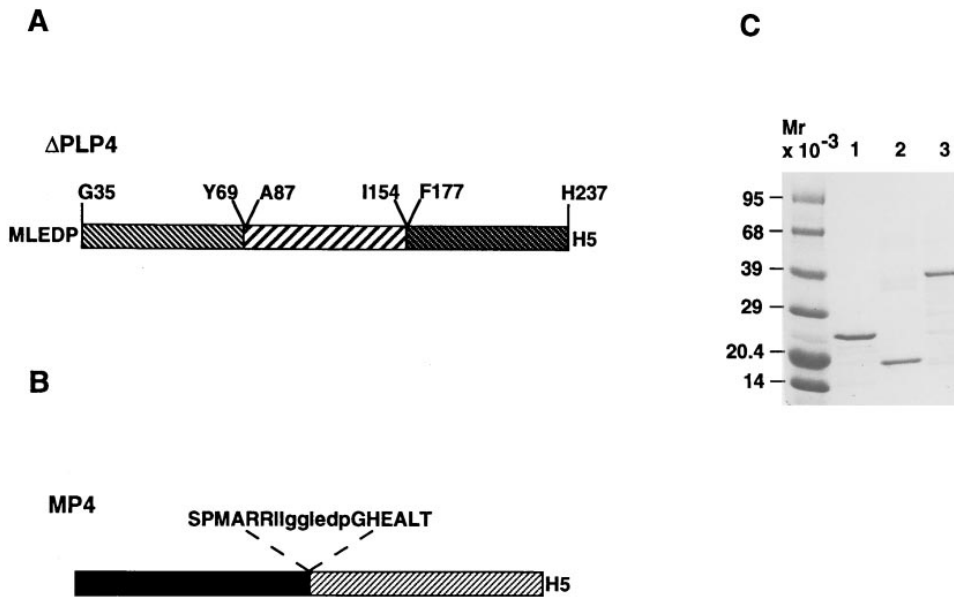 A
ΔPLP4
G35 Y69 A87 I154 F177 H237
MLEDP H5
B
MP4
SPMARRIIggledpGHEALT
H5
C
Mr
x 10-3 1 2 3
95
68
39
29
20.4
14